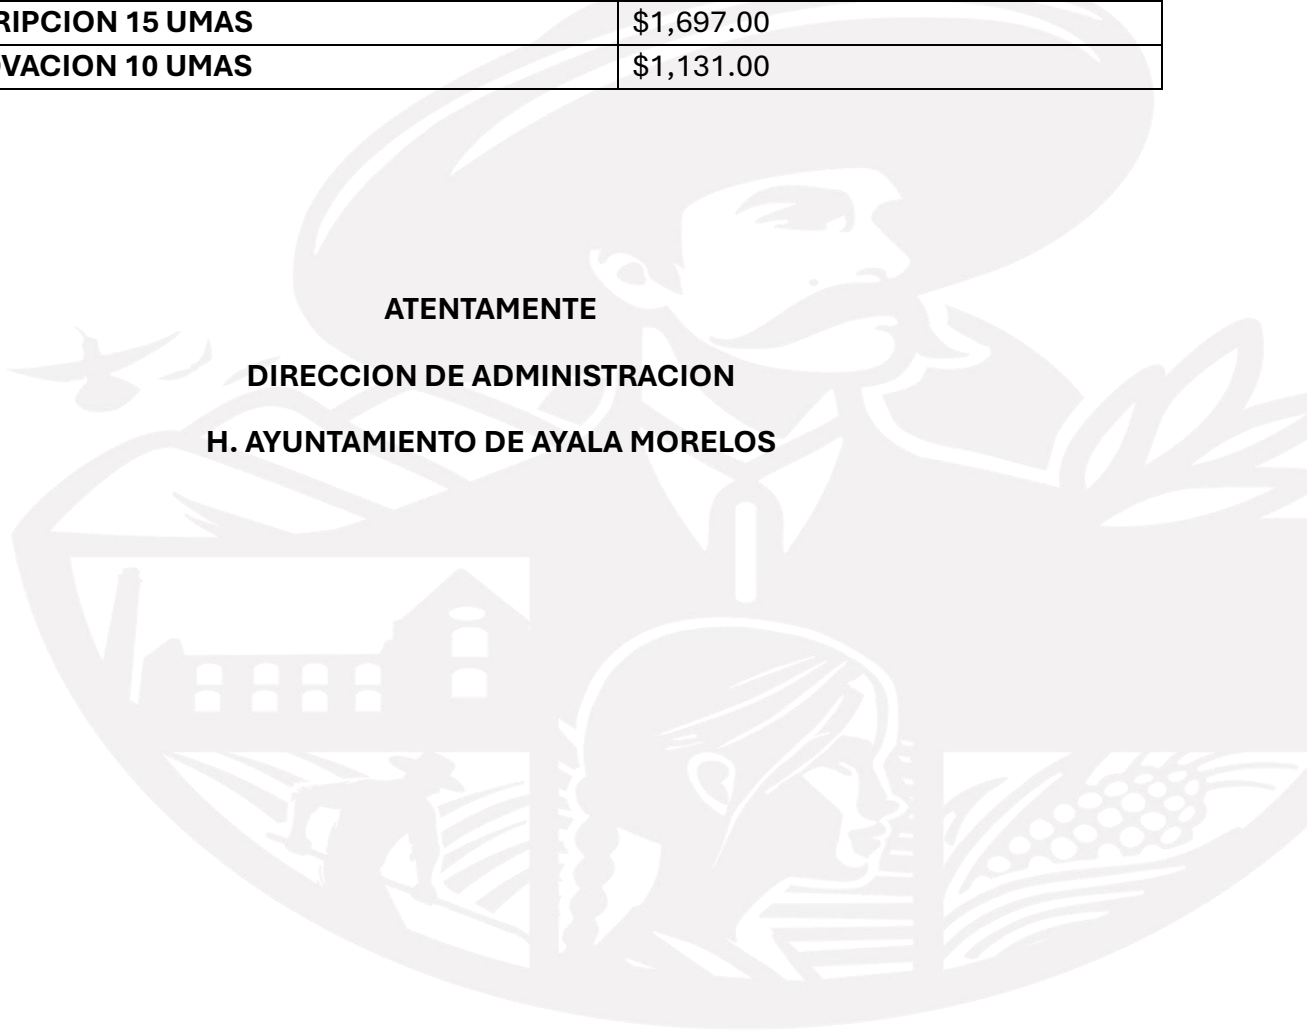 RIPCION 15 UMAS $1,697.00
OVACION 10 UMAS $1,131.00
ATENTAMENTE
DIRECCION DE ADMINISTRACION
H. AYUNTAMIENTO DE AYALA MORELOS